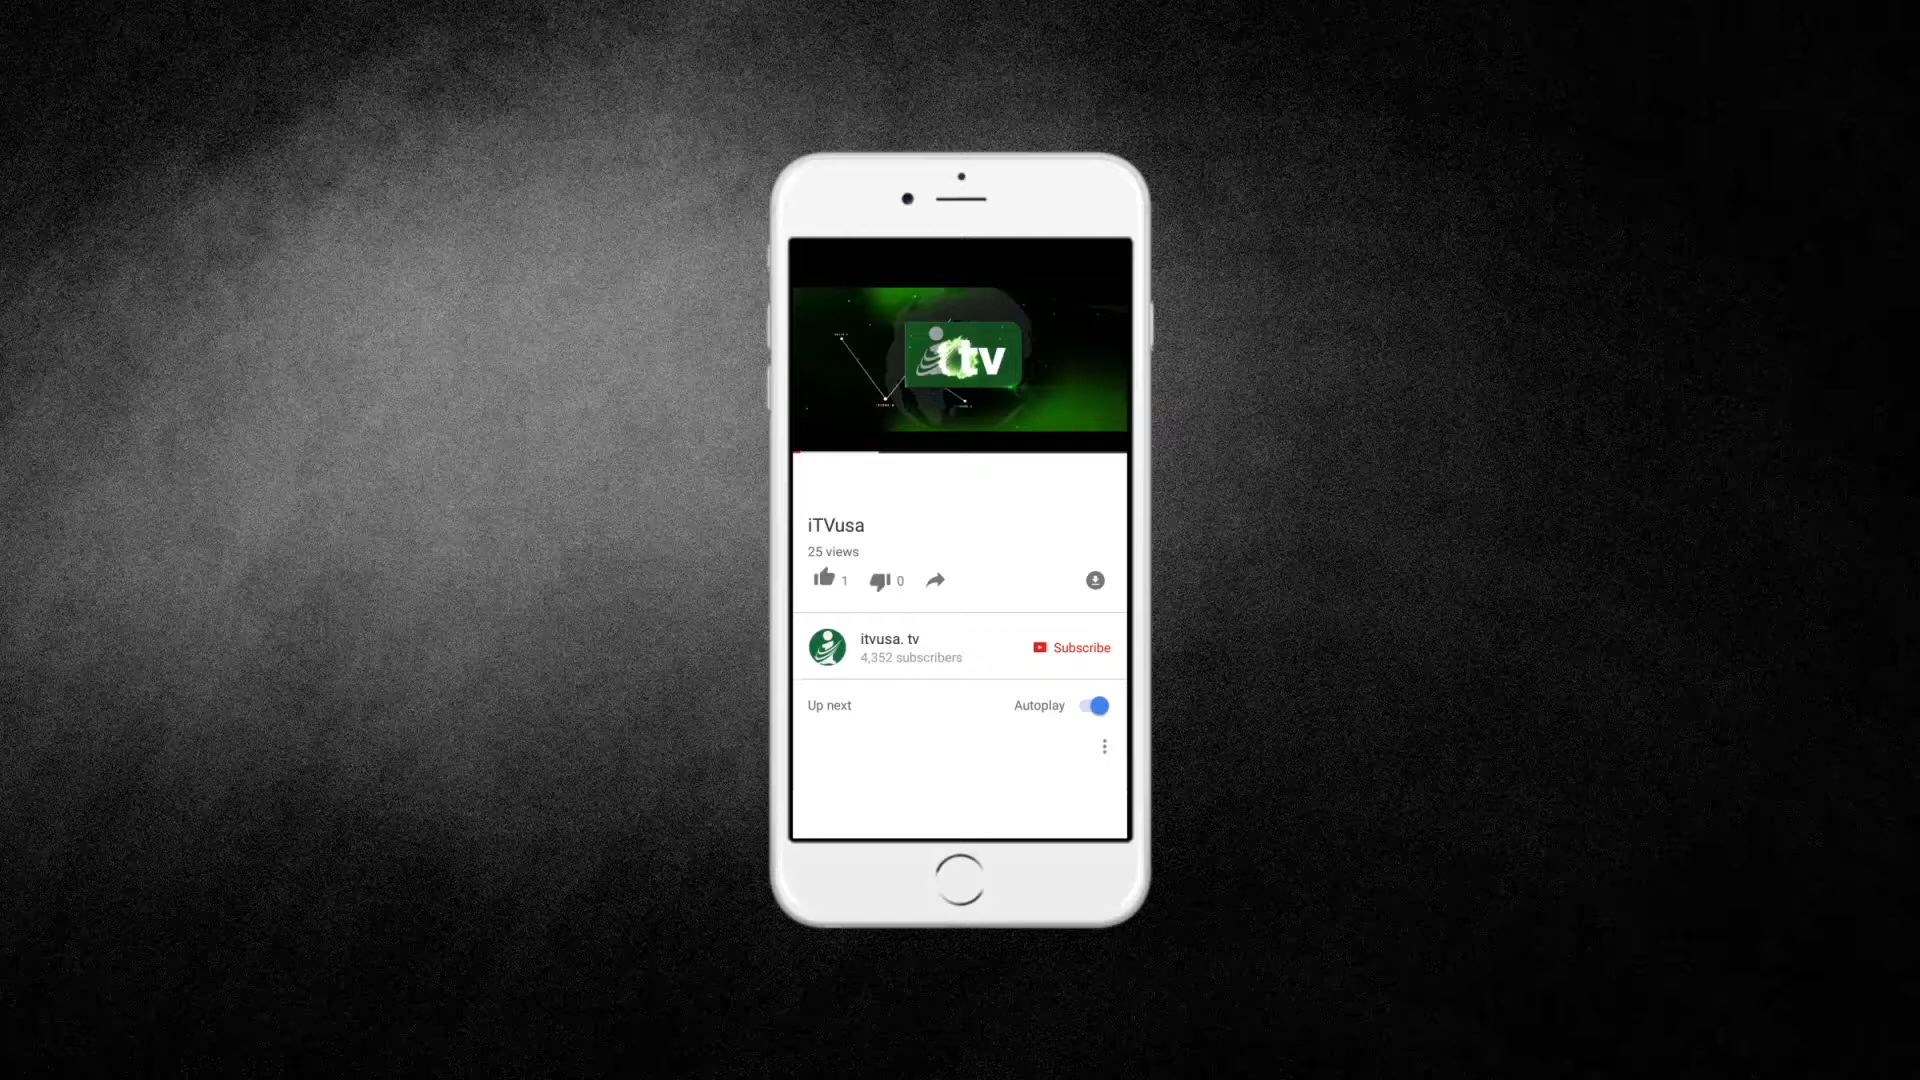 itv
iTVusa
25 views
1 0
itvusa. tv
4,352 subscribers
Subscribe
Up next
Autoplay